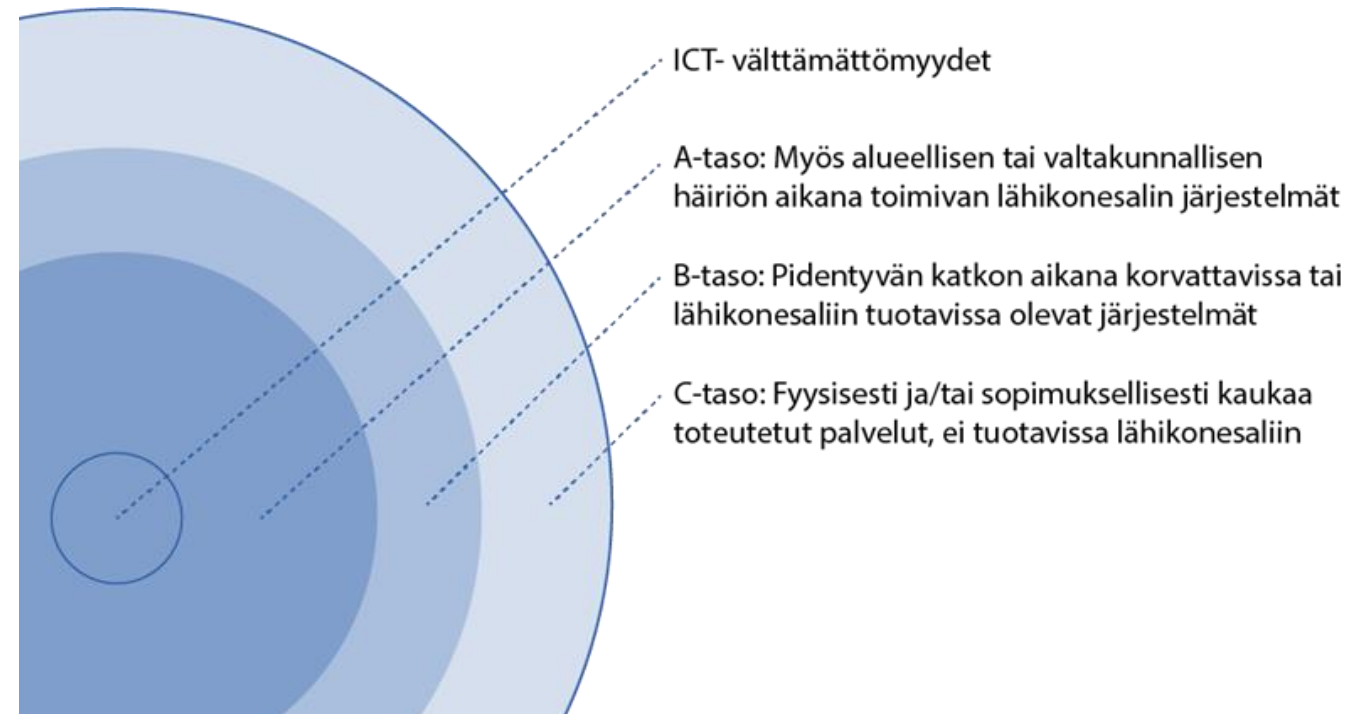 ICT- välttämättömyydet
A-taso: Myös alueellisen tai valtakunnallisen
häiriön aikana toimivan lähikonesalin järjestelmät
B-taso: Pidentyvän katkon aikana korvattavissa tai
lähikonesaliin tuotavissa olevat järjestelmät
C-taso: Fyysisesti ja/tai sopimuksellisesti kaukaa
toteutetut palvelut, ei tuotavissa lähikonesaliin